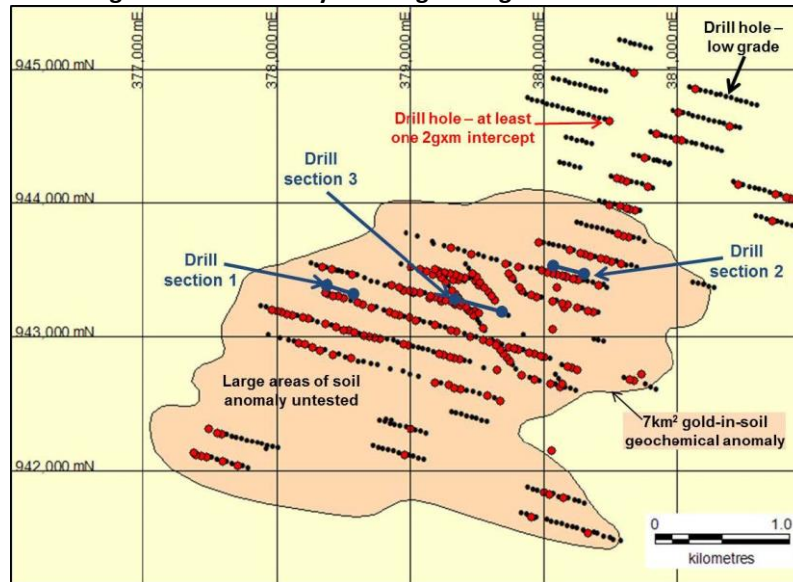 377,000 mE
378,000 mE
379,000 mE
380,000 mE
381,000 mE
945,000 mN
944,000 mN
943,000 mN
942,000 mN
Drill hole –
low grade
Drill hole – at least
one 2gxm intercept
Drill
section 3
Drill
section 1
Drill
section 2
Large areas of soil
anomaly untested
7km² gold-in-soil
geochemical anomaly
0 1.0
kilometres